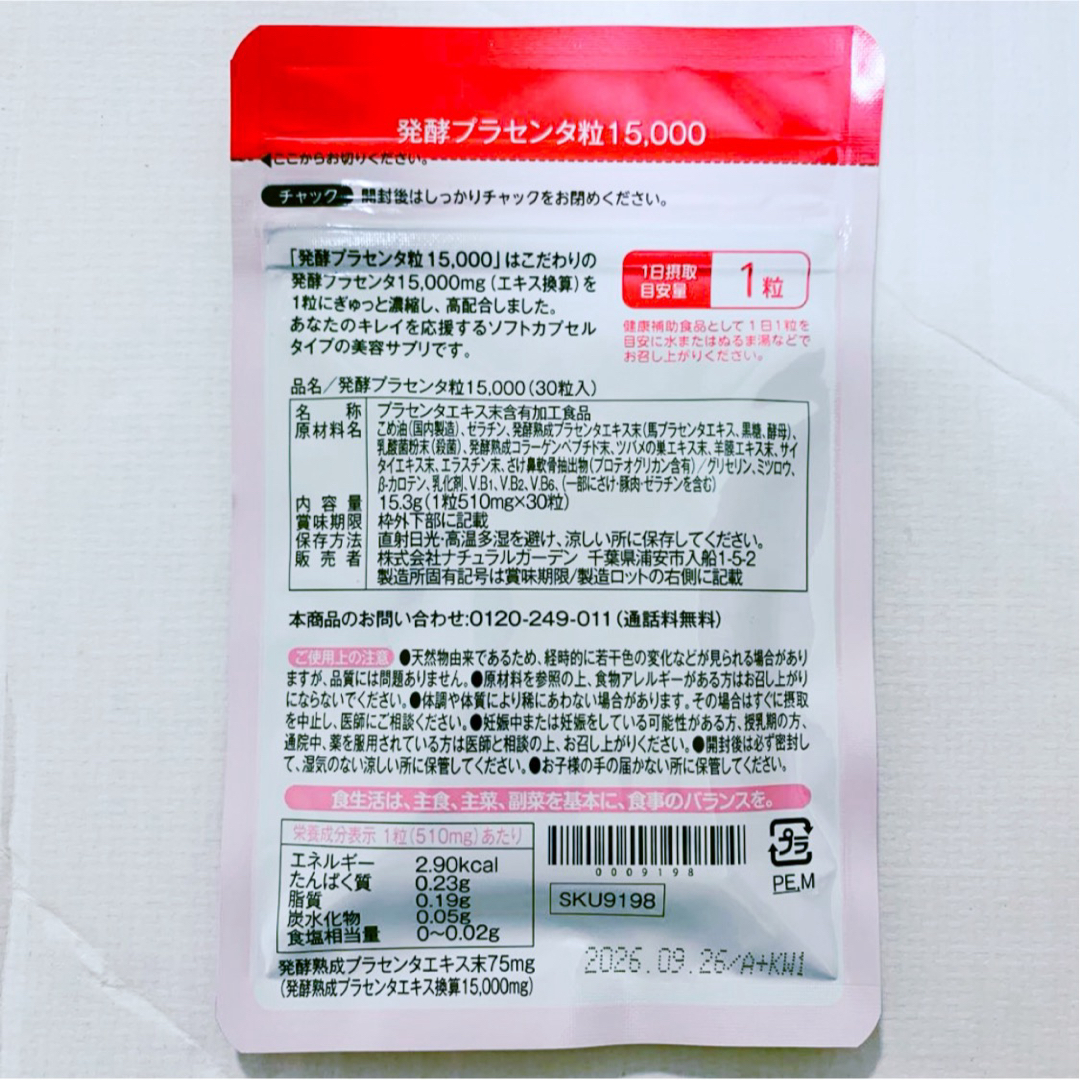 発酵プラセンタ粒15,000
◀ここからお切りください。
チャック 開封後はしっかりチャックをお閉めください。
「発酵プラセンタ粒15,000」はこだわりの
発酵プラセンタ15,000mg(エキス換算)を
1粒にぎゅっと濃縮し、高配合しました。
あなたのキレイを応援するソフトカプセル
タイプの美容サプリです。
1日摂取
目安量
1粒
健康補助食品として1日1粒を
目安に水またはぬるま湯などで
お召し上がりください。
品名/発酵プラセンタ粒15,000(30粒入)
名称 プラセンタエキス末含有加工食品
原材料名 こめ油(国内製造)、ゼラチン、発酵熟成プラセンタエキス末(馬プラセンタエキス、黒糖、酵母)、
乳酸菌粉末(殺菌)、発酵熟成コラーゲンペプチド末、ツバメの巣エキス末、羊膜エキス末、サイ
タイエキス末、エラスチン末、さけ鼻軟骨抽出物(プロテオグリカン含有)/グリセリン、ミツロウ、
β-カロテン、乳化剤、V.B1、V.B2、V.B6、(一部にさけ・豚肉・ゼラチンを含む)
内容量 15.3g(1粒510mg×30粒)
賞味期限 枠外下部に記載
保存方法 直射日光・高温多湿を避け、涼しい所に保存してください。
販売者 株式会社ナチュラルガーデン 千葉県浦安市入船1-5-2
製造所固有記号は賞味期限/製造ロットの右側に記載
本商品のお問い合わせ:0120-249-011(通話料無料)
ご使用上の注意 ●天然物由来であるため、経時的に若干色の変化などが見られる場合があり
ますが、品質には問題ありません。●原材料を参照の上、食物アレルギーがある方はお召し上がり
にならないでください。●体調や体質により稀にあわない場合があります。その場合はすぐに摂取
を中止し、医師にご相談ください。●妊娠中または妊娠をしている可能性がある方、授乳期の方、
通院中、薬を服用されている方は医師と相談の上、お召し上がりください。●開封後は必ず密封し
て、湿気のない涼しい所に保管してください。●お子様の手の届かない所に保管してください。
食生活は、主食、主菜、副菜を基本に、食事のバランスを。
栄養成分表示 1粒(510mg)あたり
エネルギー 2.90kcal
たんぱく質 0.23g
脂質 0.19g
炭水化物 0.05g
食塩相当量 0〜0.02g
発酵熟成プラセンタエキス末75mg
(発酵熟成プラセンタエキス換算15,000mg)
0009198
SKU9198
プラ
PE,M
2026.09.26/A+KW1